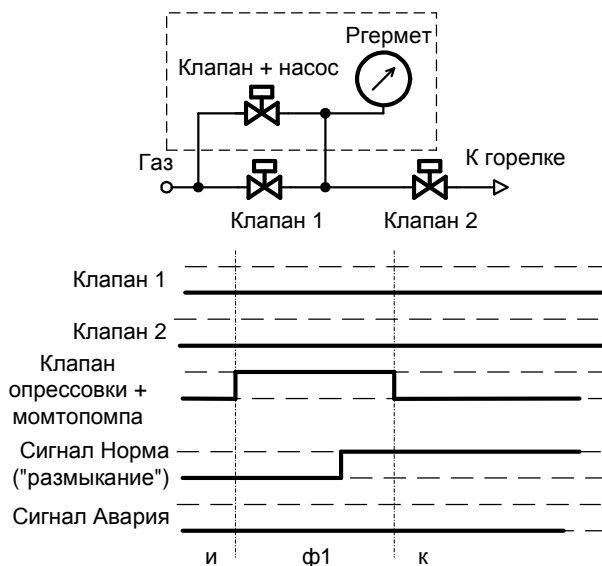 Pгермет
Клапан + насос
Газ
К горелке
Клапан 1
Клапан 2
Клапан 1
Клапан 2
Клапан
опрессовки +
момтопомпа
Сигнал Норма
("размыкание")
Сигнал Авария
и ф1 к